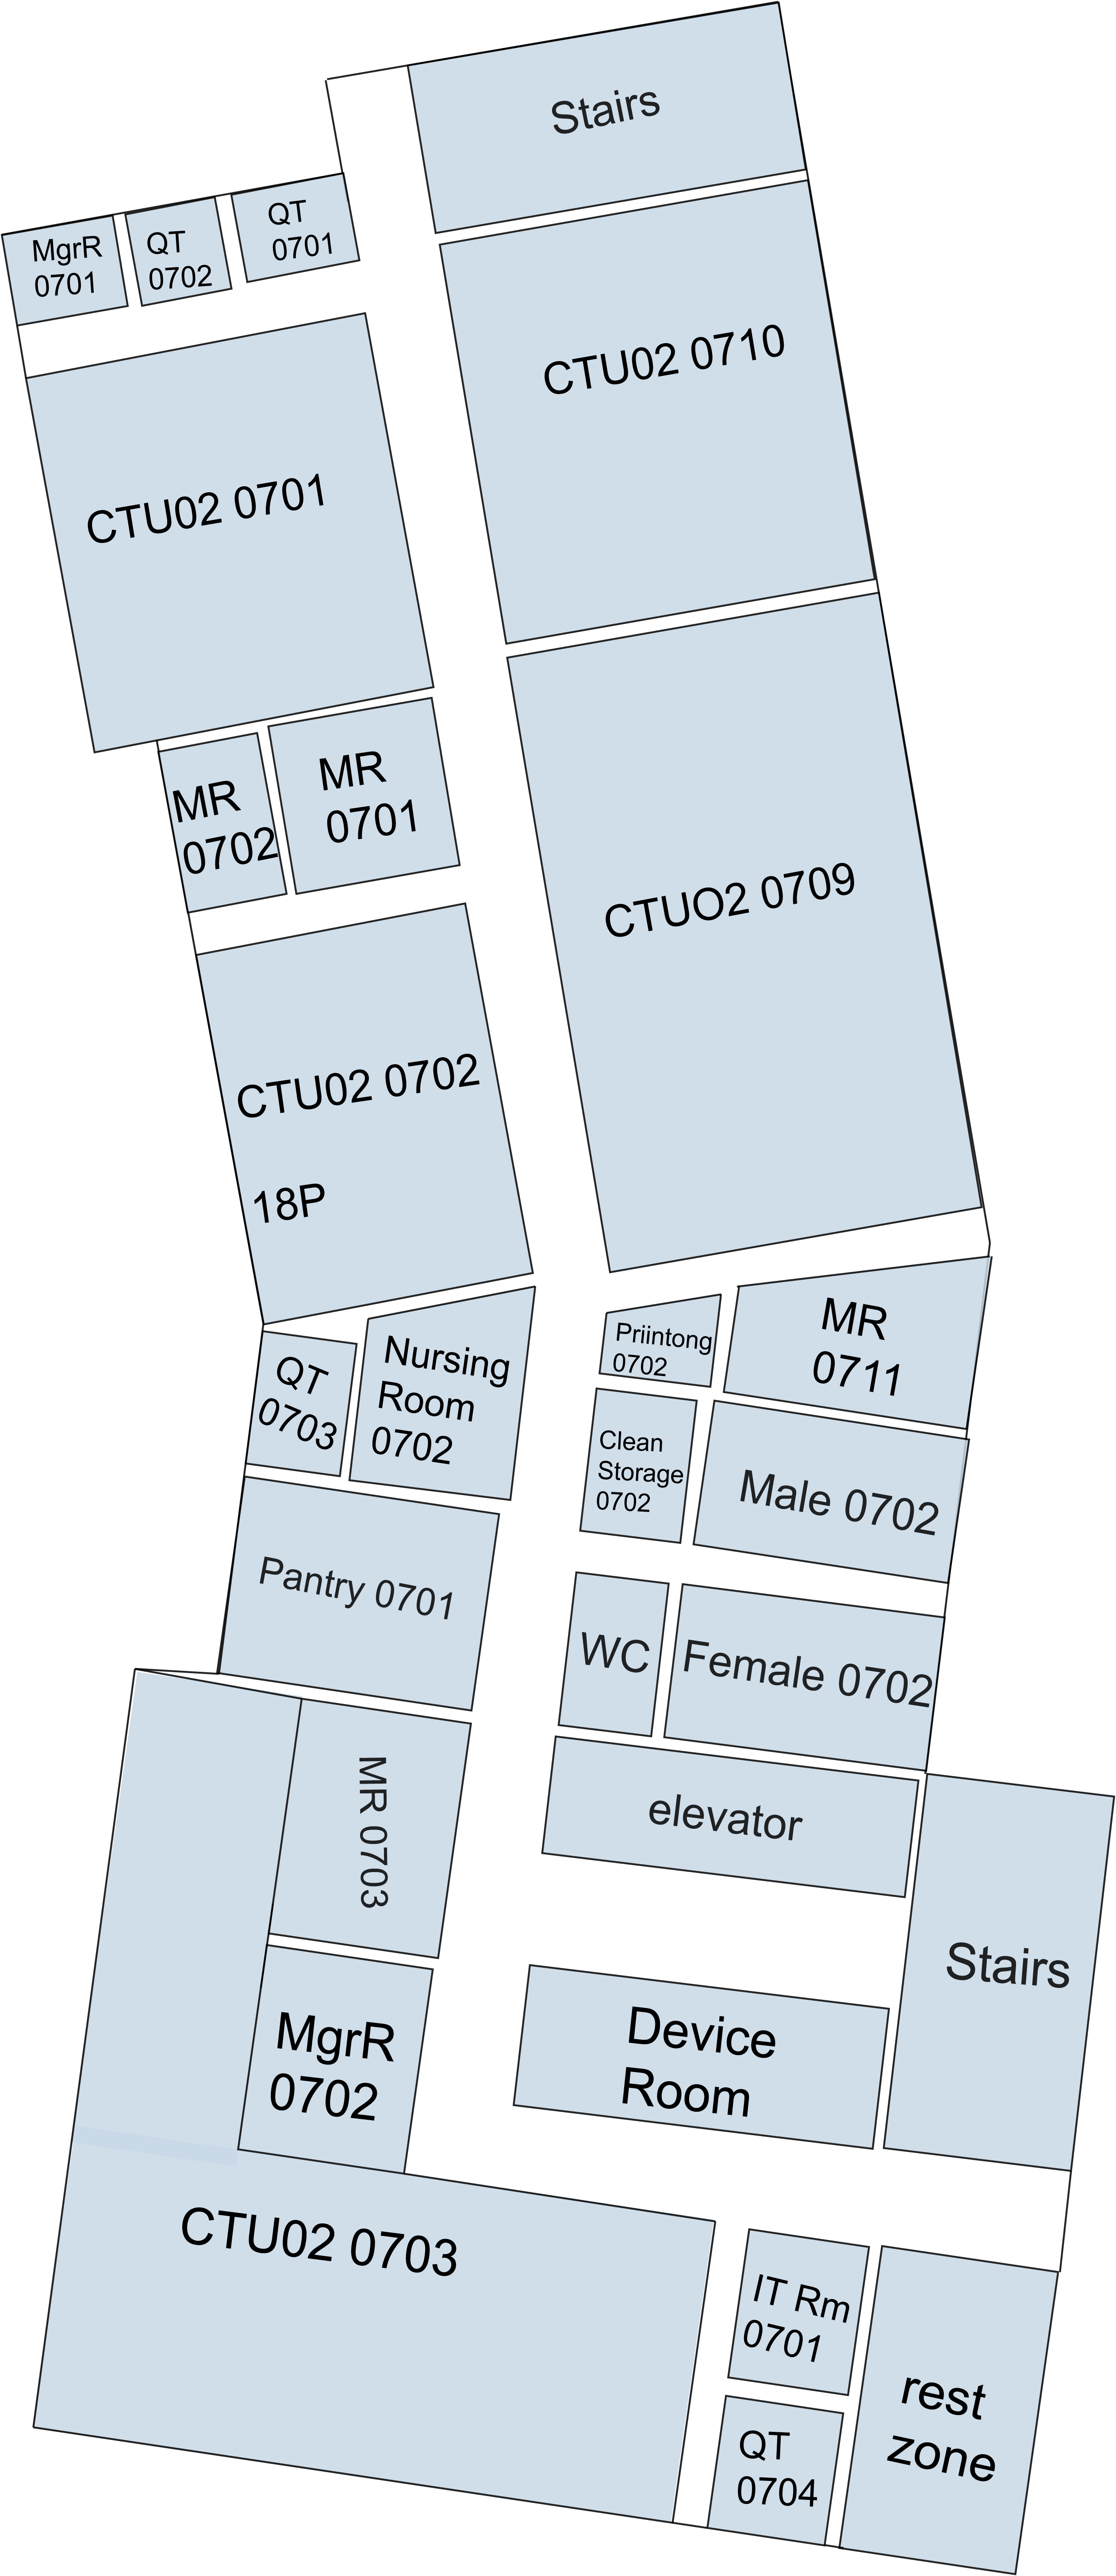 Stairs
QT
0701
MgrR
0701
QT
0702
CTU02 0710
CTU02 0701
MR
0701
MR
0702
CTUO2 0709
CTU02 0702
18P
MR
0711
Priintong
0702
Nursing
Room
0702
QT
0703
Clean
Storage
0702
Male 0702
Pantry 0701
WC
Female 0702
MR 0703
elevator
Stairs
MgrR
0702
Device
Room
CTU02 0703
IT Rm
0701
rest
zone
QT
0704